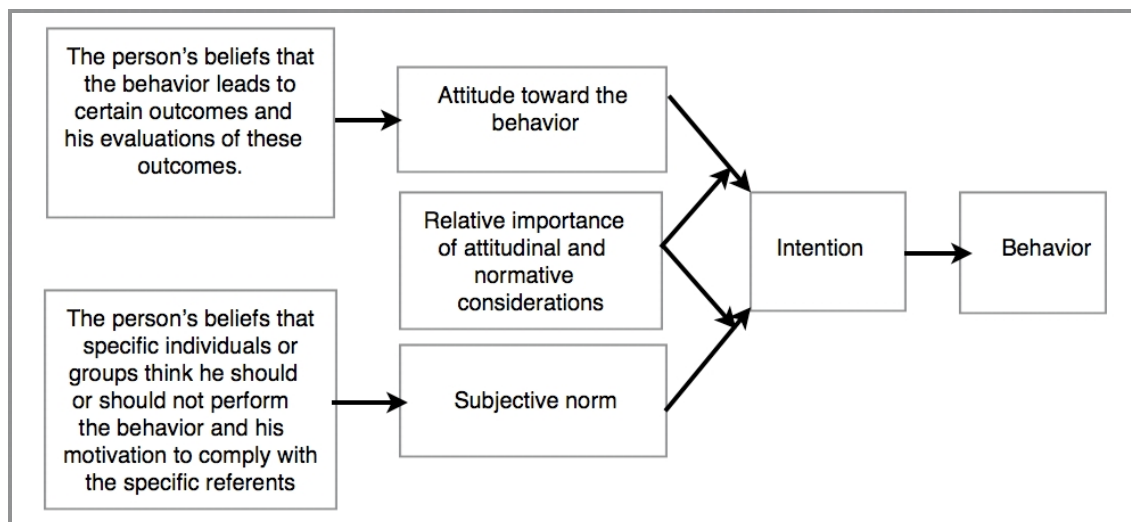 The person's beliefs that
the behavior leads to
certain outcomes and
his evaluations of these
outcomes.
Attitude toward the
behavior
Relative importance
of attitudinal and
normative
considerations
Intention
Behavior
The person's beliefs that
specific individuals or
groups think he should
or should not perform
the behavior and his
motivation to comply with
the specific referents
Subjective norm